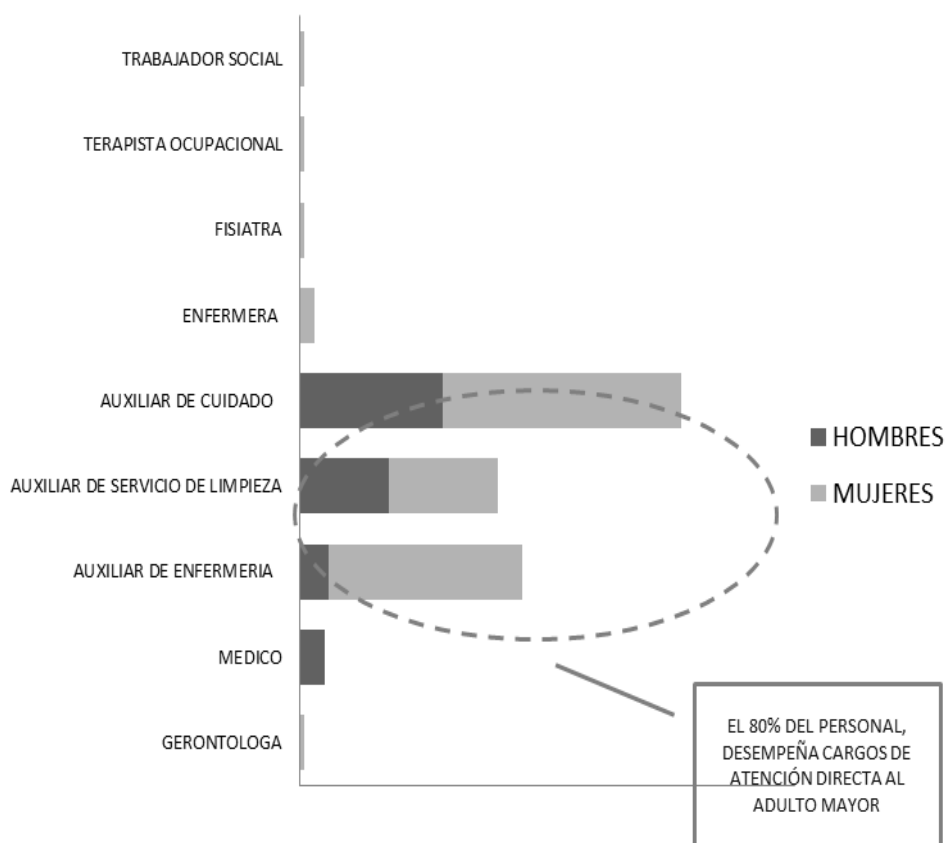 TRABAJADOR SOCIAL
TERAPISTA OCUPACIONAL
FISIATRA
ENFERMERA
AUXILIAR DE CUIDADO
AUXILIAR DE SERVICIO DE LIMPIEZA
AUXILIAR DE ENFERMERIA
MEDICO
GERONTOLOGA
HOMBRES
MUJERES
EL 80% DEL PERSONAL,
DESEMPEÑA CARGOS DE
ATENCIÓN DIRECTA AL
ADULTO MAYOR